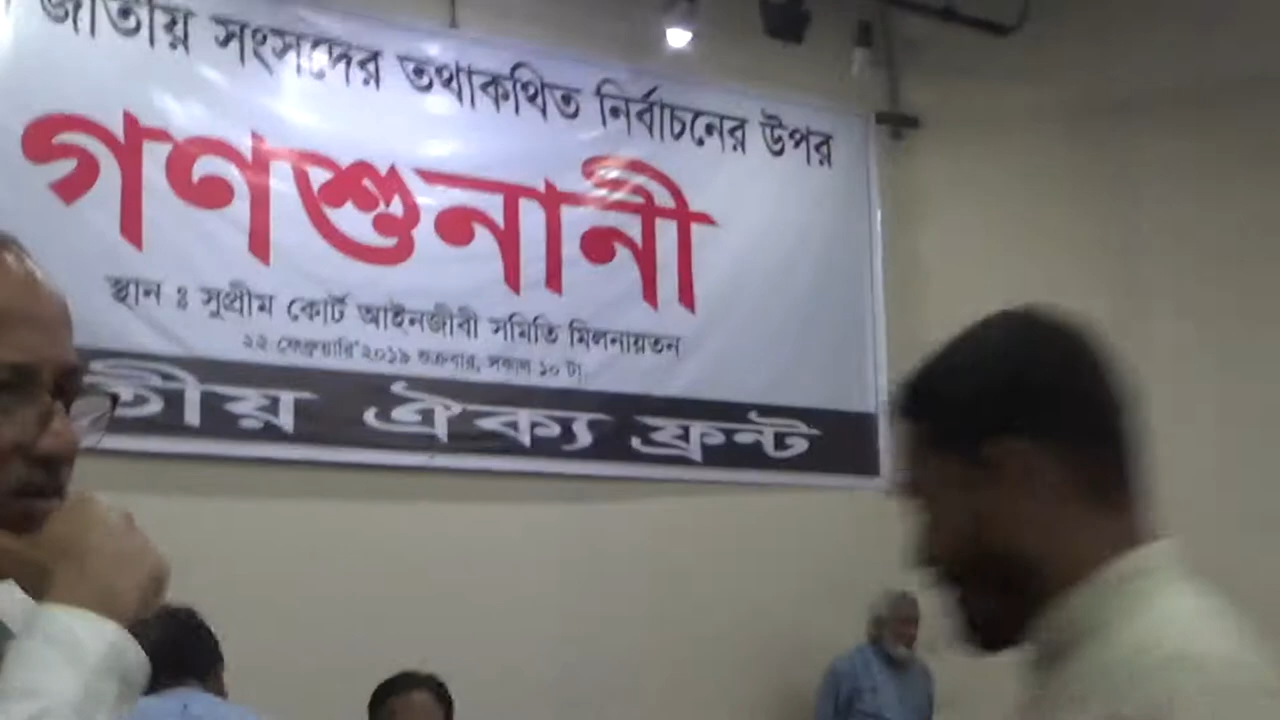 জাতীয় সংসদের তথাকথিত নির্বাচনের উপর
গণশুনানী
স্থান ঃ সুপ্রীম কোর্ট আইনজীবী সমিতি মিলনায়তন
২২ ফেব্রুয়ারি'২০১৯ শুক্রবার, সকাল ১০ টা
তীয় ঐক্য ফ্রন্ট